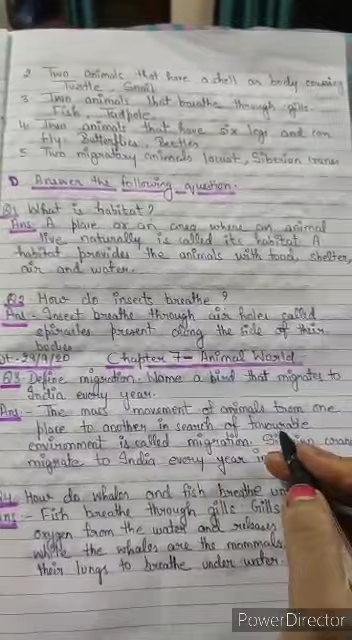 2 Two animals that have a shell as body covering
Turtle, Snail
3 Two animals that breathe through gills.
Fish, Tadpole
4. Two animals that have six legs and can
fly. Butterflies, Beetles
5 Two migratory animals locust, Siberian cranes
D Answer the following question.
Q1 What is habitat?
Ans- A place or an area where an animal
live naturally is called its habitat A
habitat provides the animals with food, shelter,
air and water.
Q2 How do insects breathe?
Ans - Insect breathe through air holes called
spiracles present along the side of their
bodies
Dt-29/9/20 Chapter 7- Animal World
Q3 Define migration. Name a bird that migrates to
India every year.
Ans- The mass movement of animals from one
place to another in search of favourable
environment is called migration.
migrate to India every year
Q4 How do whales and fish breathe
Ans- Fish breathe through gills Gills
oxygen from the water and releases
while the whales are the mammals
their lungs to breathe under water.
PowerDirector